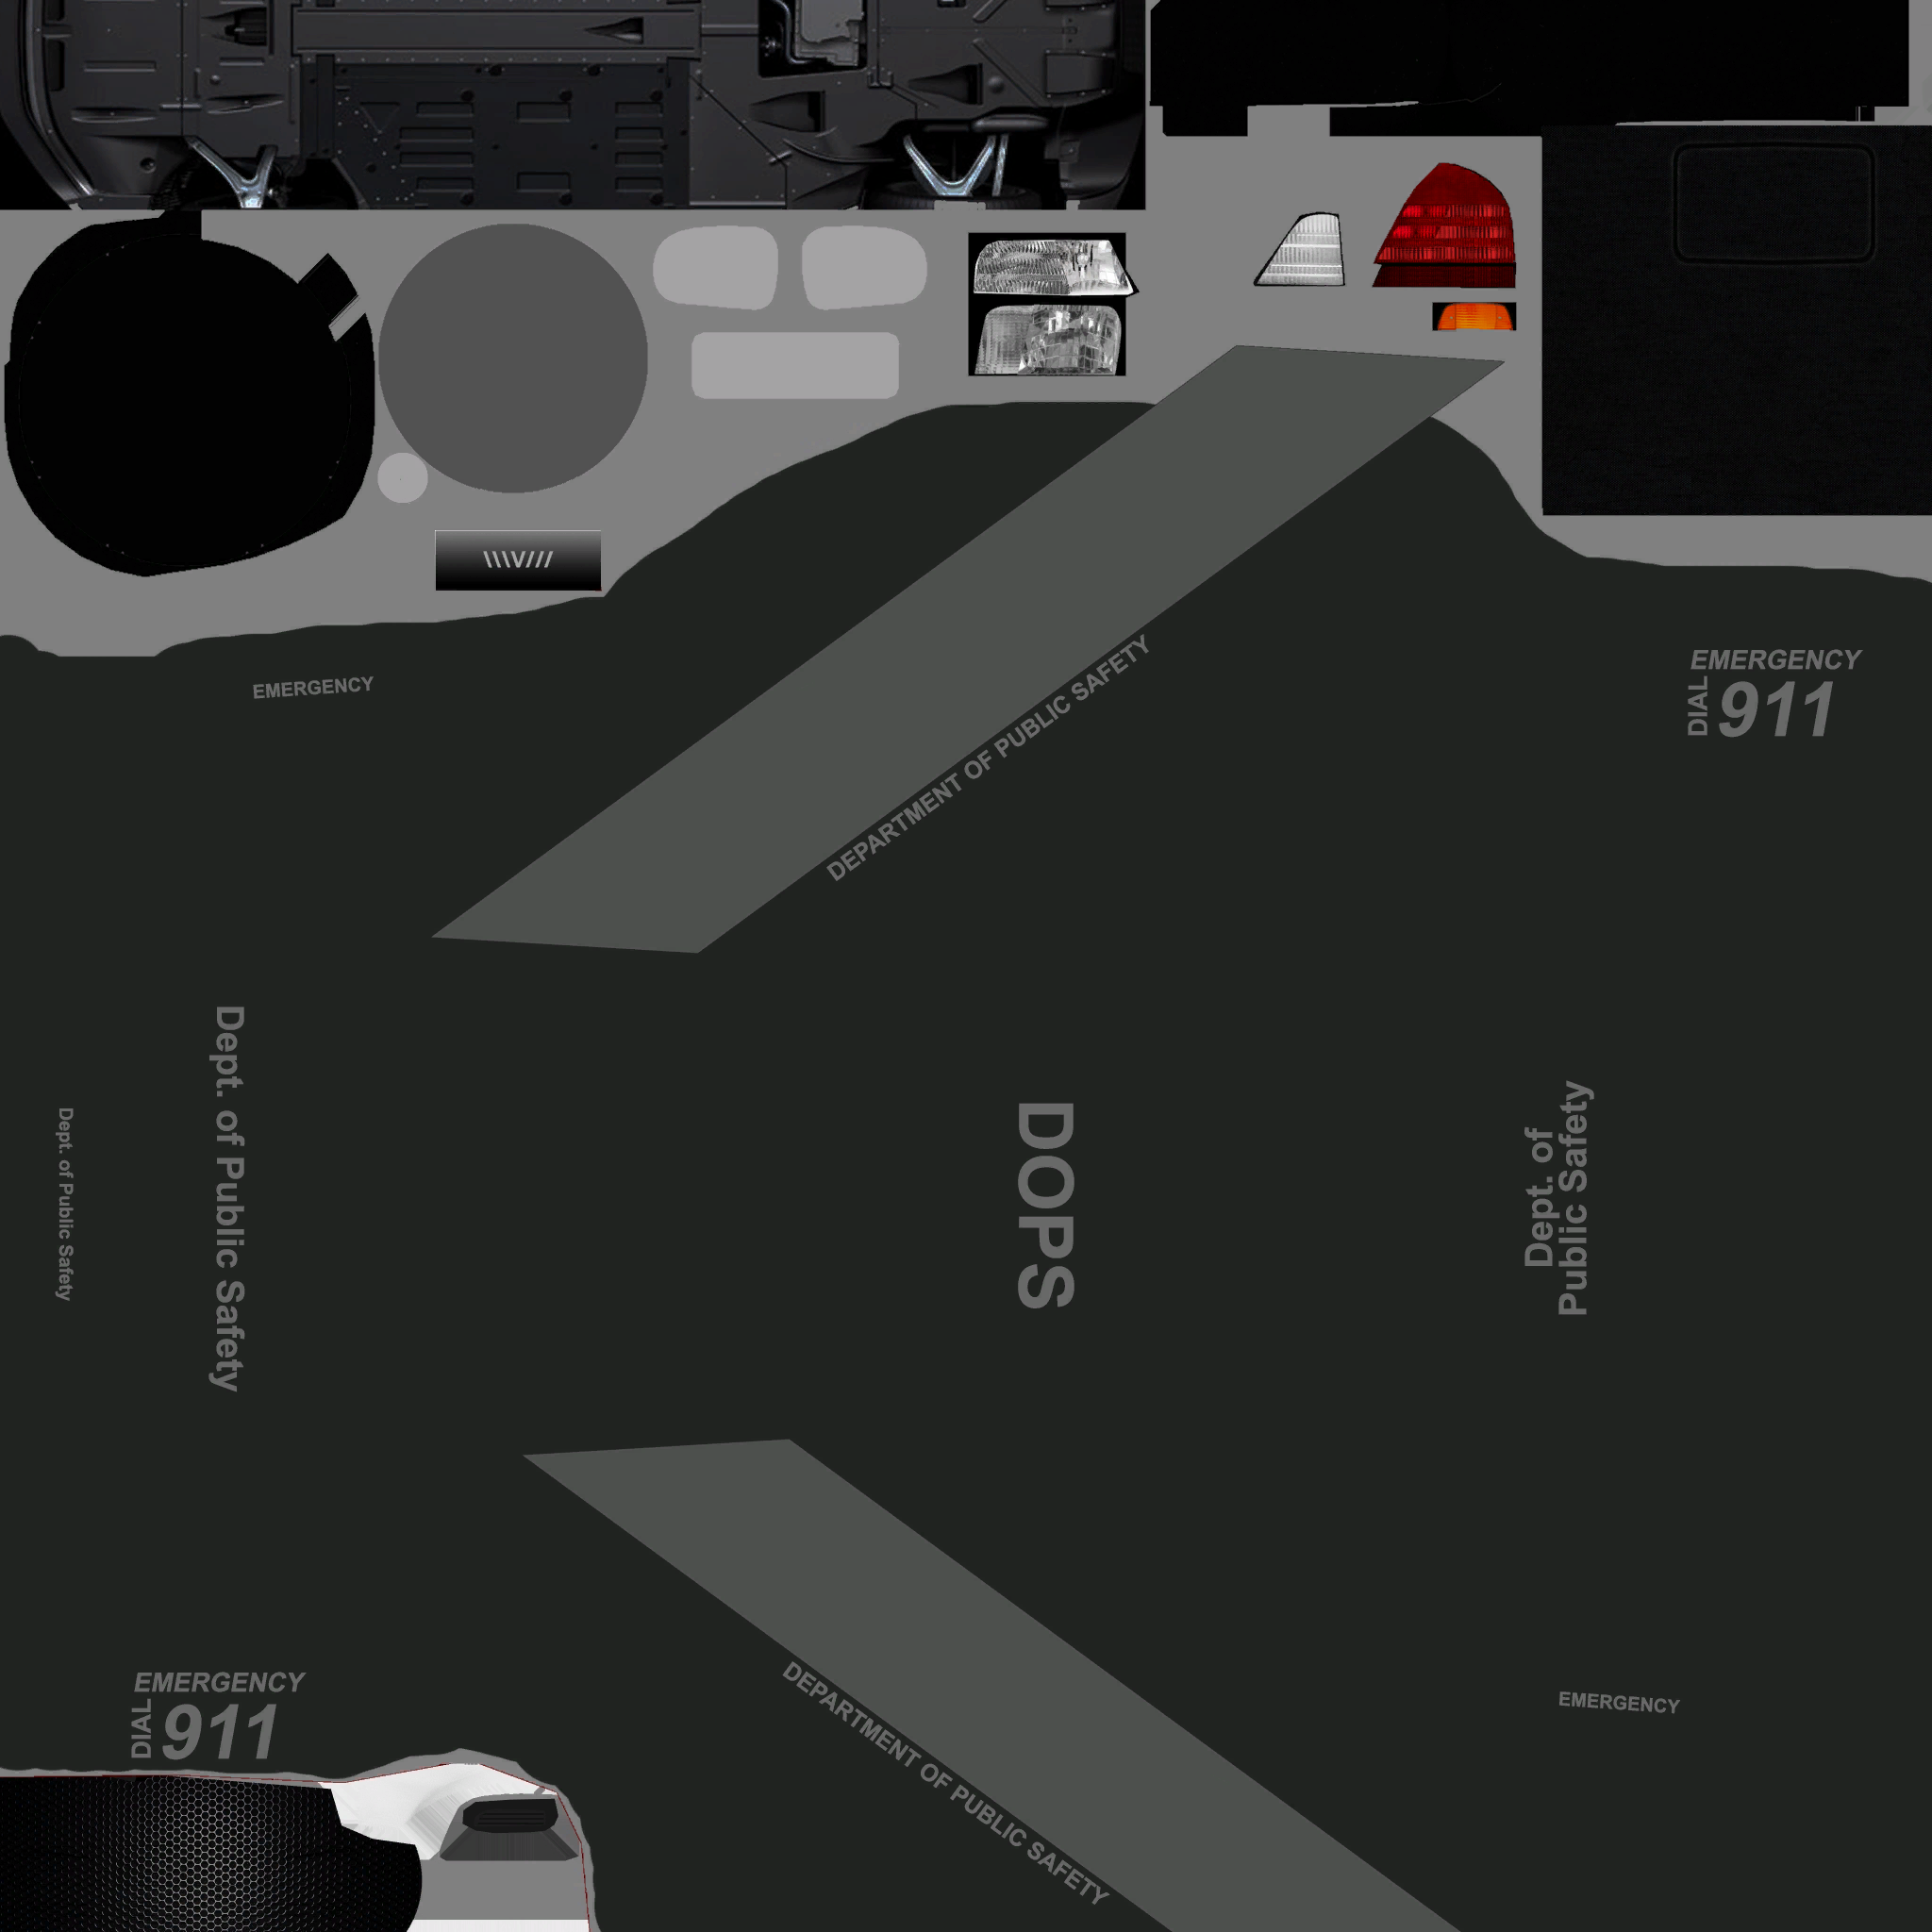 EMERGENCY
DEPARTMENT OF PUBLIC SAFETY
EMERGENCY
DIAL
911
Dept. of Public Safety
Dept. of Public Safety
DOPS
Dept. of
Public Safety
EMERGENCY
DIAL
911
DEPARTMENT OF PUBLIC SAFETY
EMERGENCY